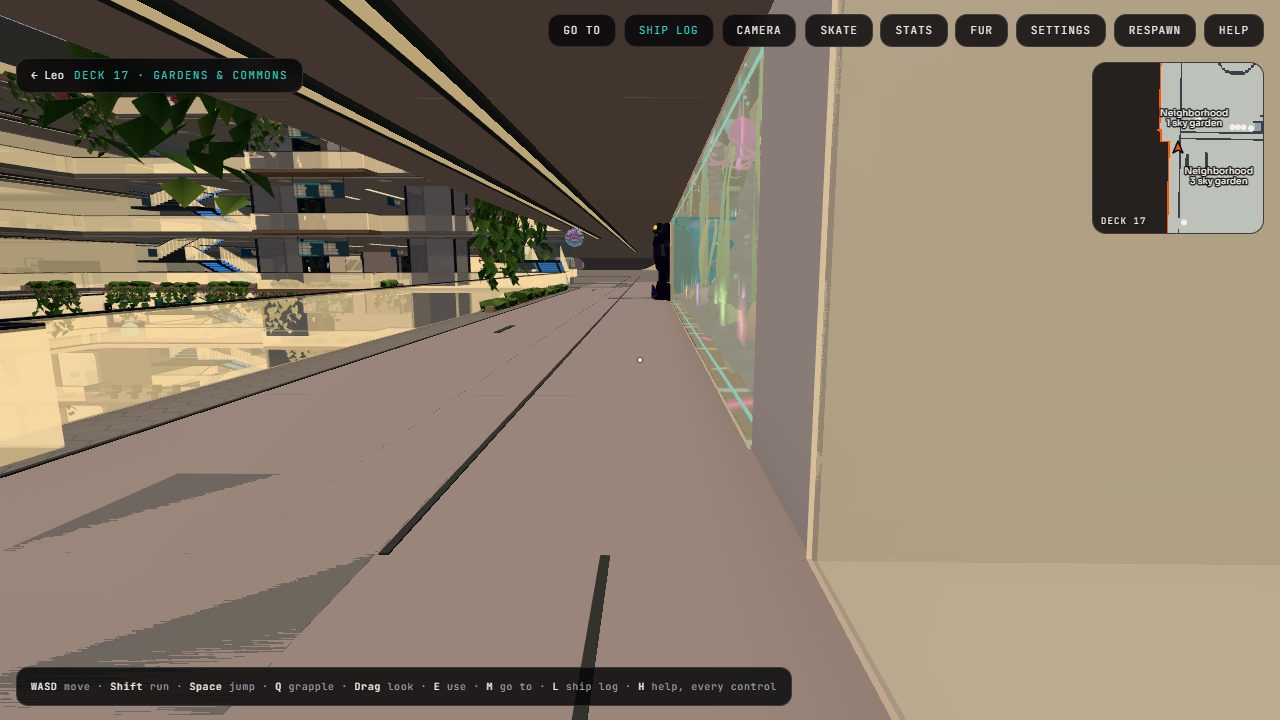 GO TO
SHIP LOG
CAMERA
SKATE
STATS
FUR
SETTINGS
RESPAWN
HELP
← Leo DECK 17 · GARDENS & COMMONS
Neighborhood
1 sky garden
Neighborhood
3 sky garden
DECK 17
WASD move · Shift run · Space jump · Q grapple · Drag look · E use · M go to · L ship log · H help, every control